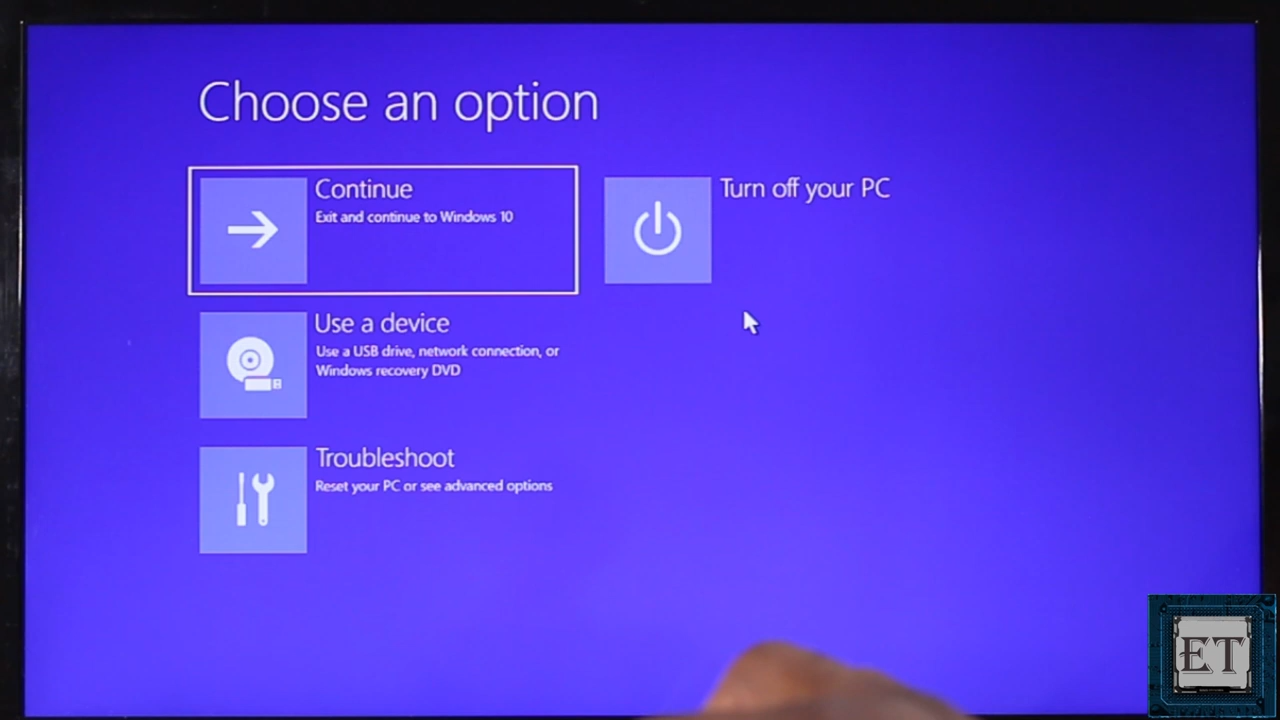 Choose an option
Continue
Exit and continue to Windows 10
Turn off your PC
Use a device
Use a USB drive, network connection, or
Windows recovery DVD
Troubleshoot
Reset your PC or see advanced options
ET